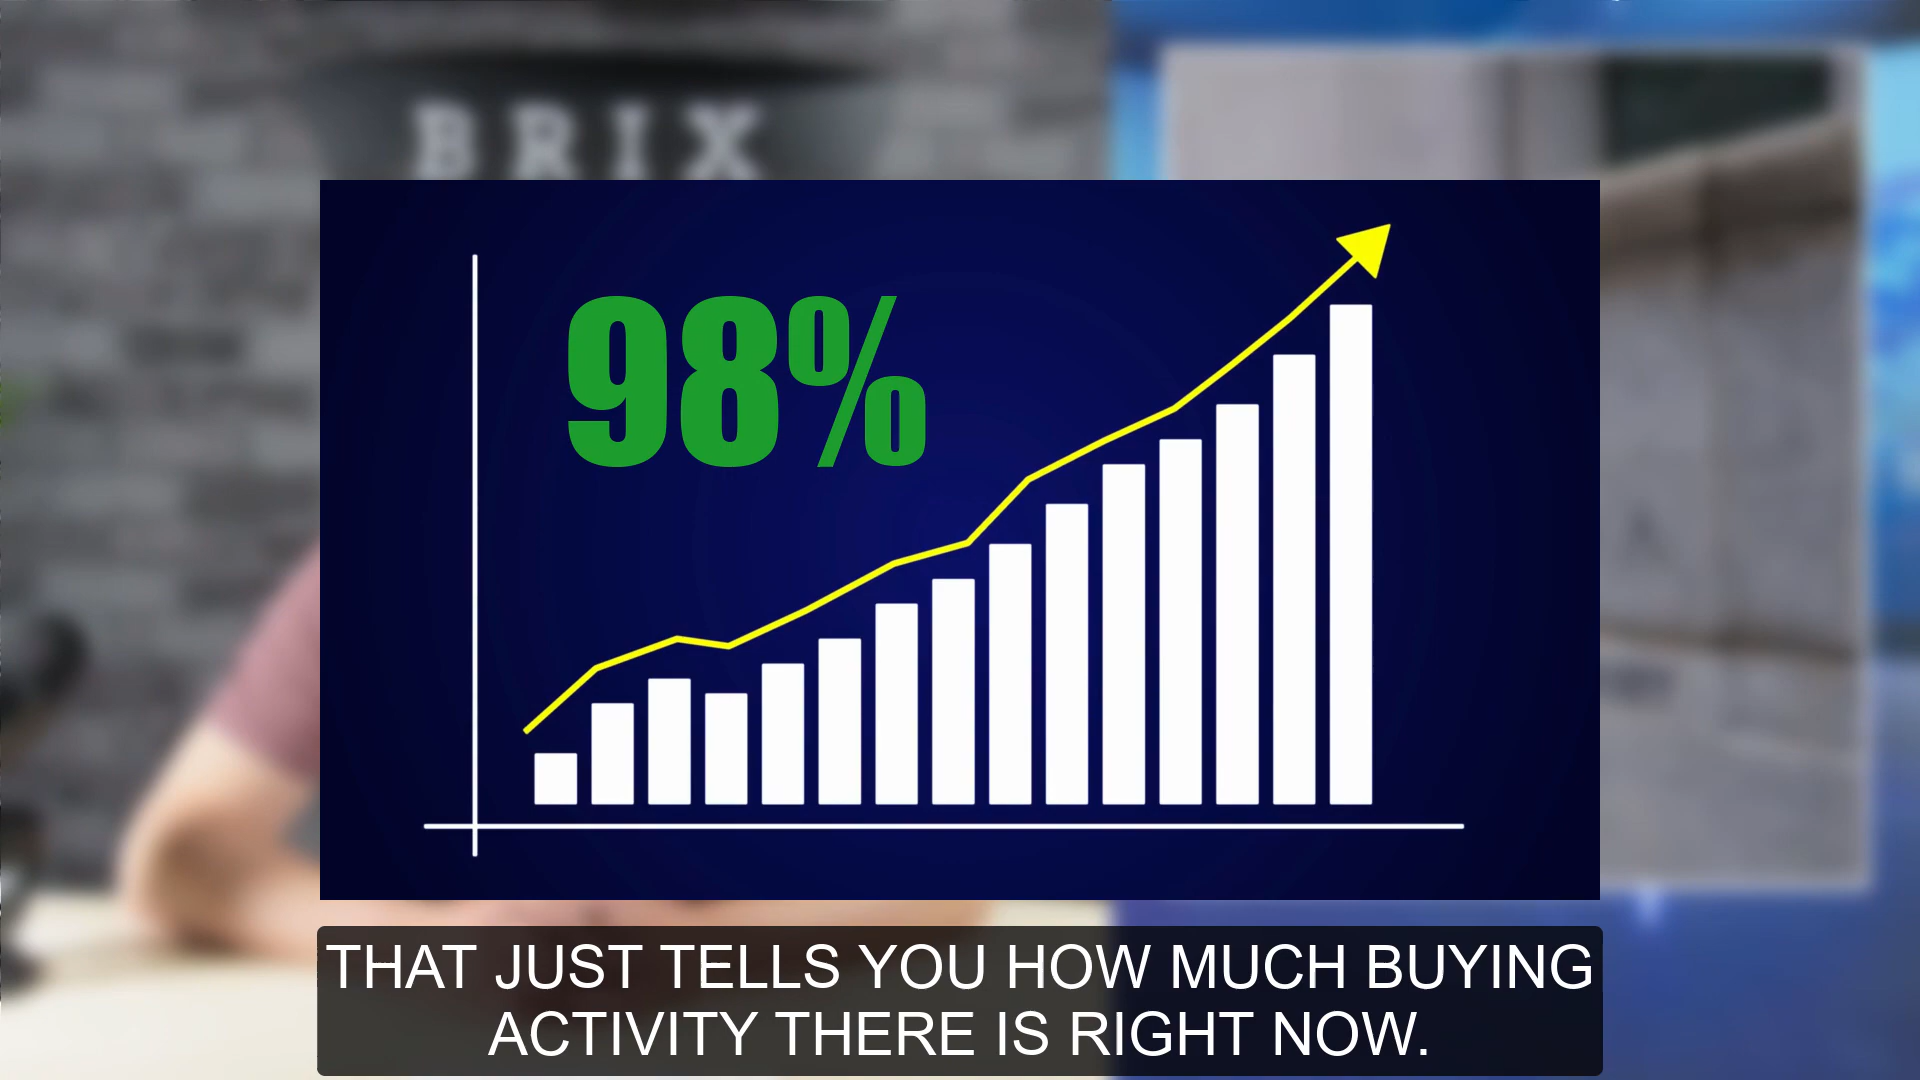 BRIX
98%
THAT JUST TELLS YOU HOW MUCH BUYING
ACTIVITY THERE IS RIGHT NOW.